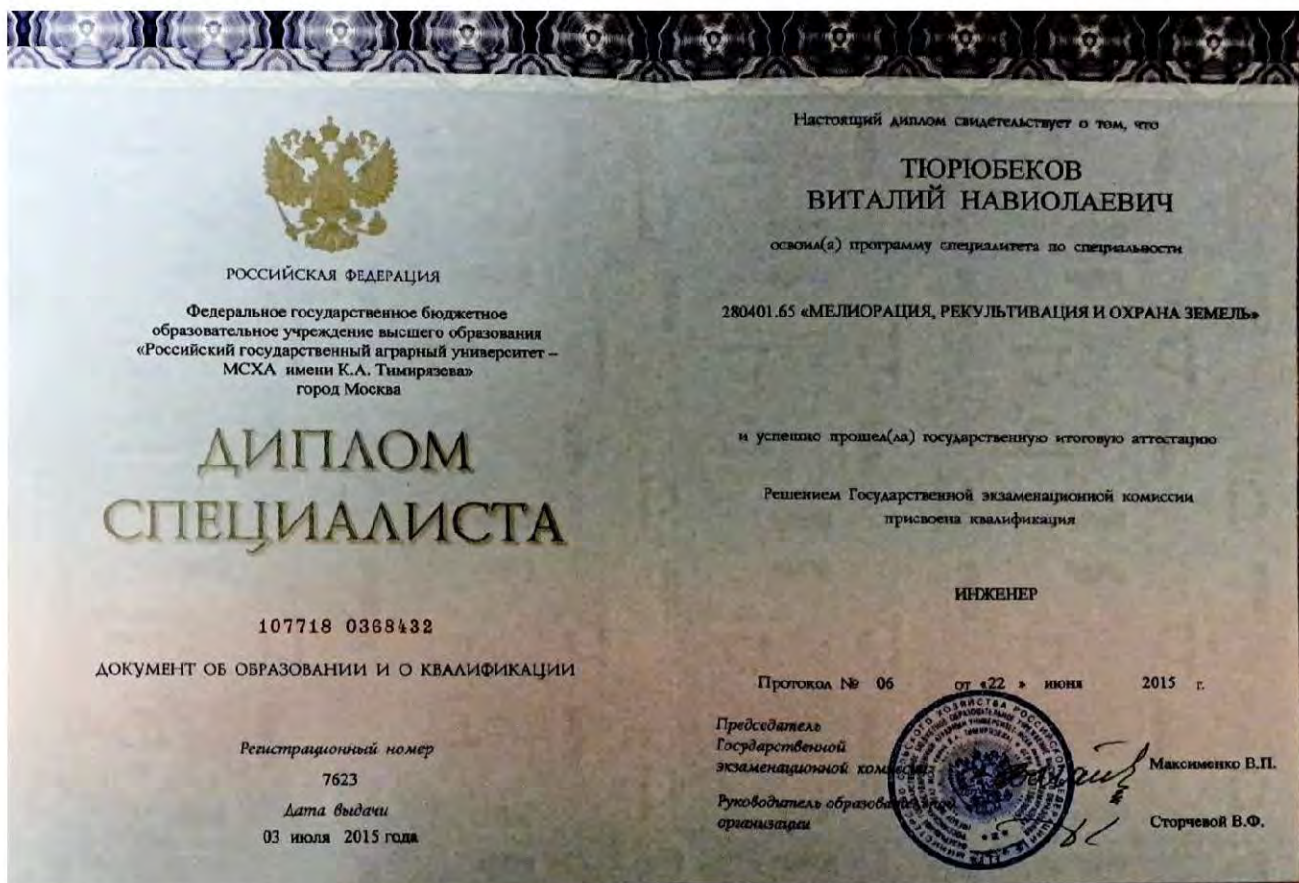 РОССИЙСКАЯ ФЕДЕРАЦИЯ
Федеральное государственное бюджетное
образовательное учреждение высшего образования
«Российский государственный аграрный университет –
МСХА имени К.А. Тимирязева»
город Москва
ДИПЛОМ
СПЕЦИАЛИСТА
107718 0368432
ДОКУМЕНТ ОБ ОБРАЗОВАНИИ И О КВАЛИФИКАЦИИ
Регистрационный номер
7623
Дата выдачи
03 июля 2015 года
Настоящий диплом свидетельствует о том, что
ТЮРЮБЕКОВ
ВИТАЛИЙ НАВИОЛАЕВИЧ
освоил(а) программу специалитета по специальности
280401.65 «МЕЛИОРАЦИЯ, РЕКУЛЬТИВАЦИЯ И ОХРАНА ЗЕМЕЛЬ»
и успешно прошел(ла) государственную итоговую аттестацию
Решением Государственной экзаменационной комиссии
присвоена квалификация
ИНЖЕНЕР
Протокол № 06 от «22 » июня 2015 г.
Председатель
Государственной
экзаменационной комиссии
Максименко В.П.
Руководитель образовательной
организации
Сторчевой В.Ф.